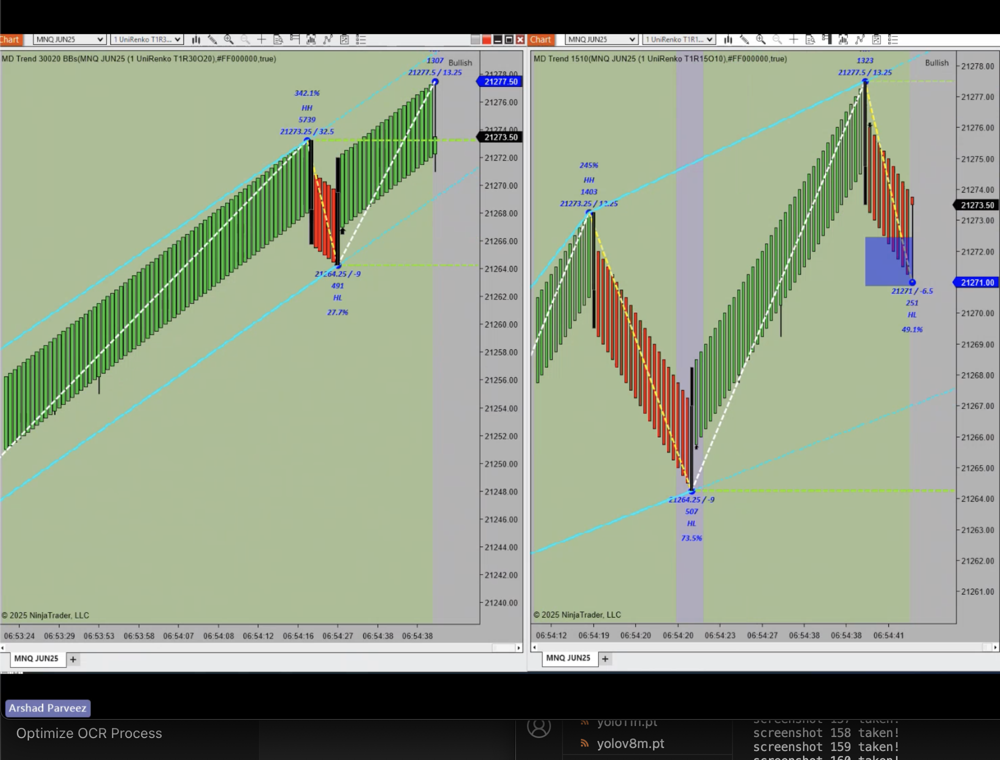 Chart
MNQ JUN25
1 UniRenko T1R3...
MD Trend 30020 BBs(MNQ JUN25 (1 UniRenko T1R30O20),#FF000000,true)
1307
Bullish
21277.5 / 13.25
342.1%
HH
5739
21273.25 / 32.5
21264.25 / -9
491
HL
27.7%
21278.00
21277.50
21276.00
21273.50
21272.00
21270.00
21268.00
21266.00
21264.00
21262.00
21260.00
21258.00
21256.00
21254.00
21252.00
21250.00
21248.00
21246.00
21244.00
21242.00
21240.00
© 2025 NinjaTrader, LLC
06:53:24 06:53:29 06:53:53 06:53:58 06:54:07 06:54:08 06:54:12 06:54:16 06:54:27 06:54:38 06:54:38
MNQ JUN25 +
Chart
MNQ JUN25
1 UniRenko T1R1...
MD Trend 1510(MNQ JUN25 (1 UniRenko T1R15O10),#FF000000,true)
1323
Bullish
21277.5 / 13.25
245%
HH
1403
21264.25 / -9
507
HL
73.5%
21271 / -6.5
251
HL
49.1%
21278.00
21277.00
21276.00
21275.00
21274.00
21273.50
21273.00
21272.00
21271.00
21270.00
21269.00
21268.00
21267.00
21266.00
21265.00
21264.00
21263.00
21262.00
21261.00
© 2025 NinjaTrader, LLC
06:54:12 06:54:19 06:54:20 06:54:20 06:54:23 06:54:27 06:54:38 06:54:38 06:54:41
MNQ JUN25 +
Arshad Parveez
Optimize OCR Process
yolo11n.pt
yolov8m.pt
screenshot 157 taken!
screenshot 158 taken!
screenshot 159 taken!
screenshot 160 taken!